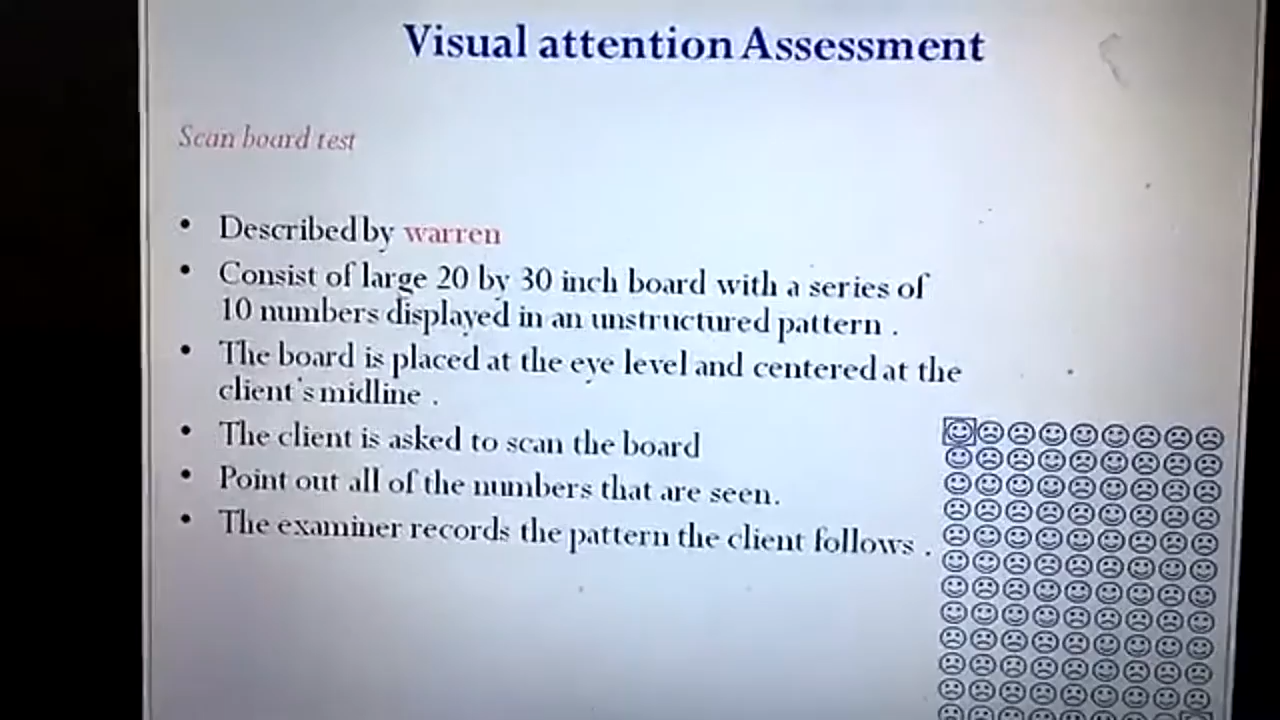 Visual attention Assessment
Scan board test
• Described by warren
• Consist of large 20 by 30 inch board with a series of
10 numbers displayed in an unstructured pattern .
• The board is placed at the eye level and centered at the
client's midline .
• The client is asked to scan the board
• Point out all of the numbers that are seen.
• The examiner records the pattern the client follows .